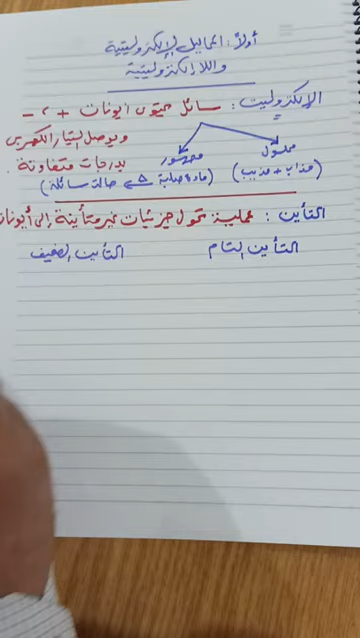 أولاً: المحاليل الإلكتروليتية
واللاإلكتروليتية
الإلكتروليت: سائل يحتوي أيونات + ، -
ويوصل التيار الكهربي
بدرجات متفاوتة.
محلول
(مذاب + مذيب)
مصهور
(مادة صلبة في حالة سائلة)
التأين: عملية تحول جزيئات غير متأينة إلى أيونات
التأين التام
التأين الضعيف